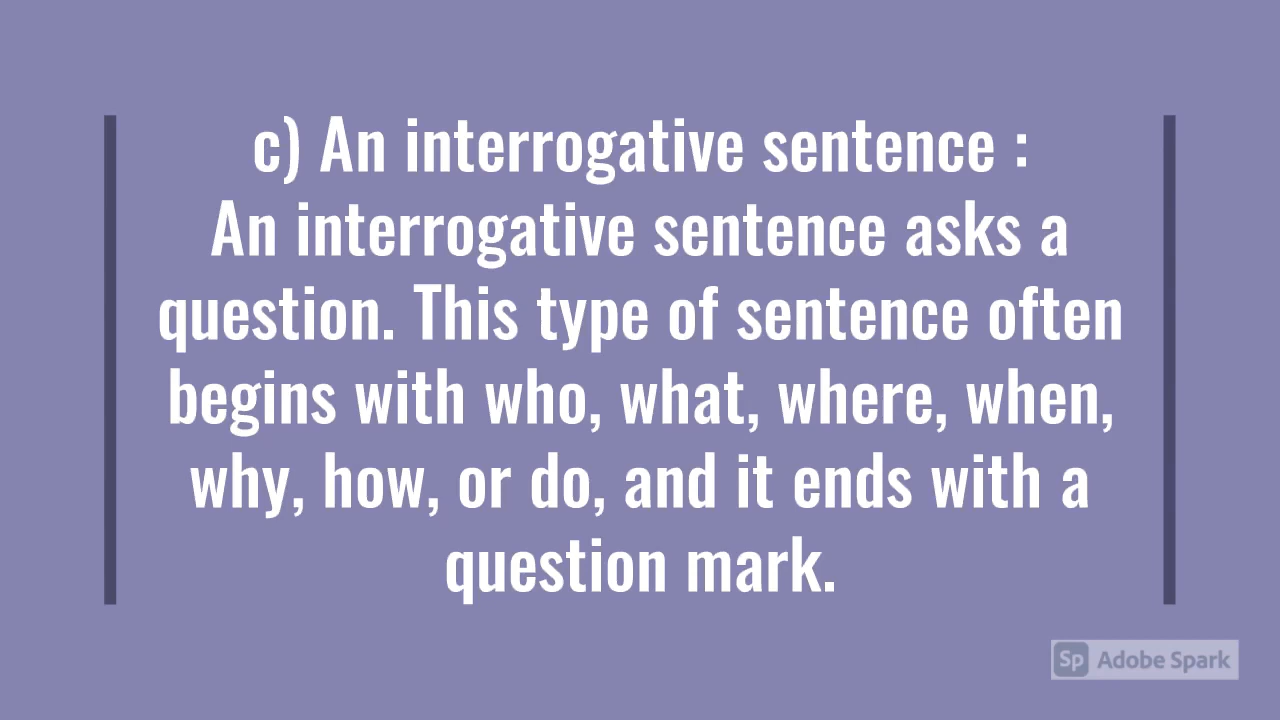 c) An interrogative sentence :
An interrogative sentence asks a
question. This type of sentence often
begins with who, what, where, when,
why, how, or do, and it ends with a
question mark.
Sp Adobe Spark